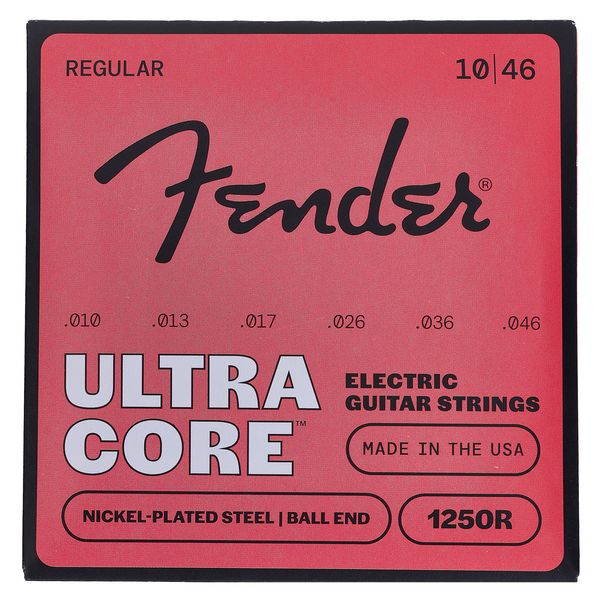 REGULAR 10|46
Fender®
.010 .013 .017 .026 .036 .046
ULTRA CORE™
ELECTRIC GUITAR STRINGS
MADE IN THE USA
NICKEL-PLATED STEEL | BALL END
1250R